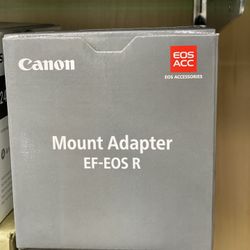 Canon
EOS
ACC
EOS ACCESSORIES
Mount Adapter
EF-EOS R